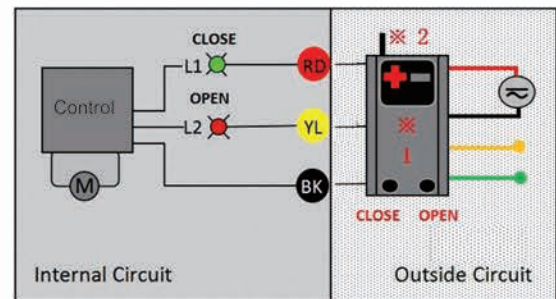 CLOSE
L1
RD
※ 2
Control
OPEN
L2
YL
※
1
M
BK
CLOSE OPEN
Internal Circuit
Outside Circuit